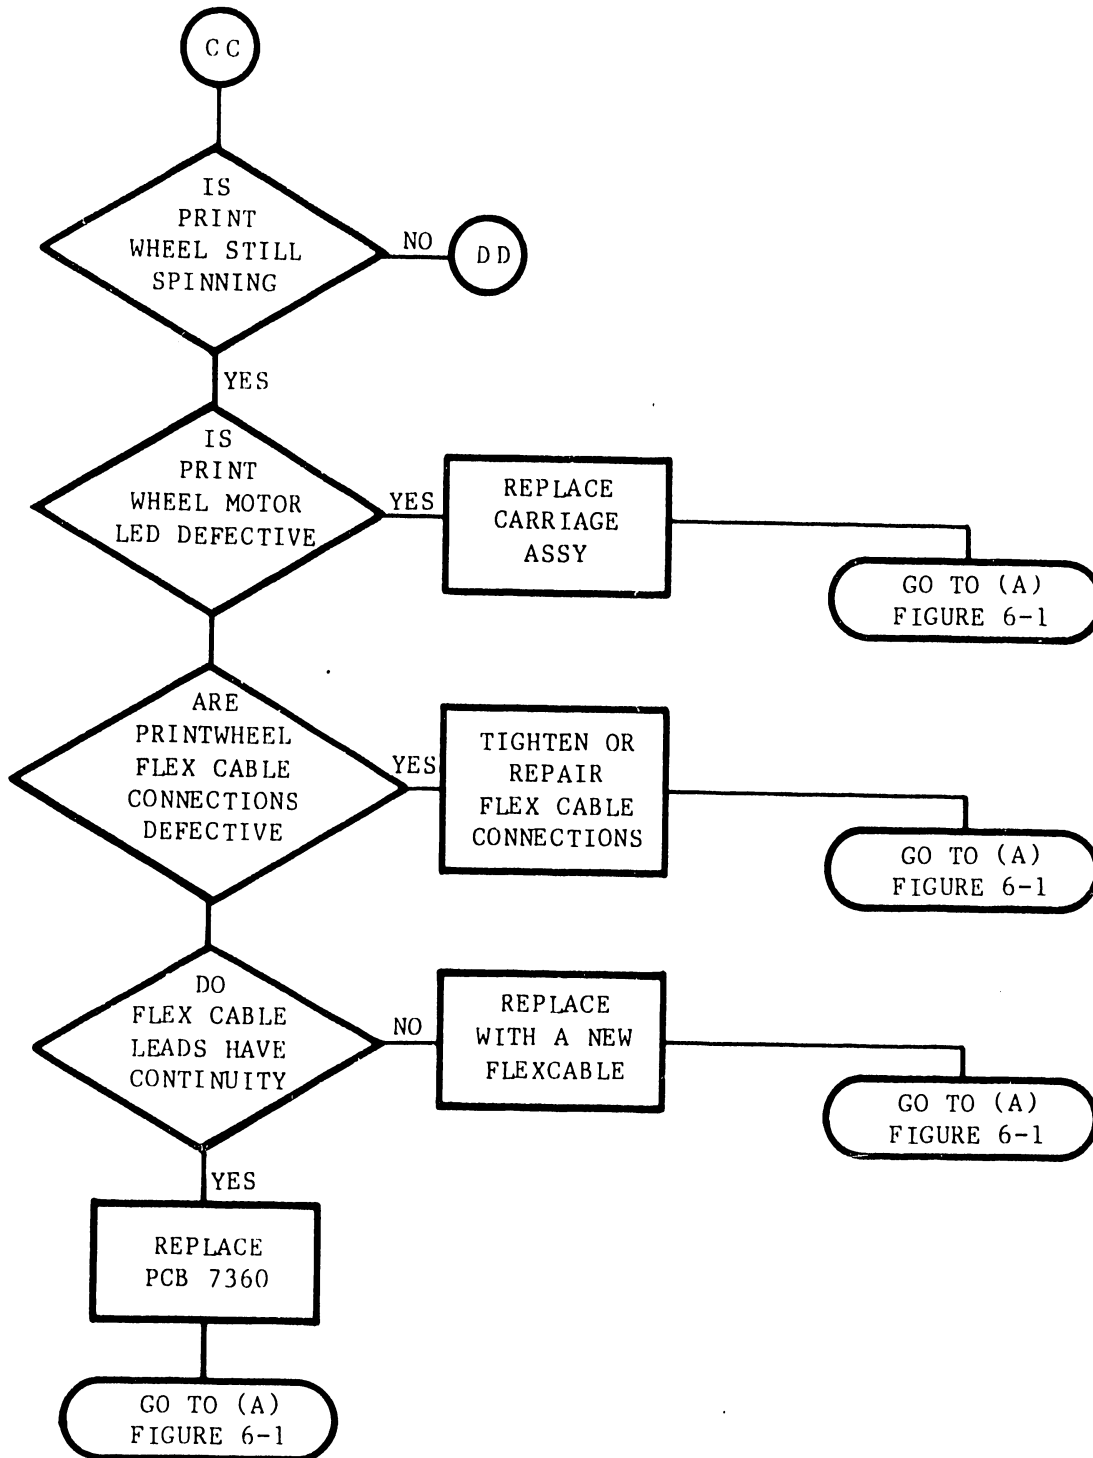 CC
IS
PRINT
WHEEL STILL
SPINNING
NO
DD
YES
IS
PRINT
WHEEL MOTOR
LED DEFECTIVE
YES
REPLACE
CARRIAGE
ASSY
GO TO (A)
FIGURE 6-1
ARE
PRINTWHEEL
FLEX CABLE
CONNECTIONS
DEFECTIVE
YES
TIGHTEN OR
REPAIR
FLEX CABLE
CONNECTIONS
GO TO (A)
FIGURE 6-1
DO
FLEX CABLE
LEADS HAVE
CONTINUITY
NO
REPLACE
WITH A NEW
FLEXCABLE
GO TO (A)
FIGURE 6-1
YES
REPLACE
PCB 7360
GO TO (A)
FIGURE 6-1